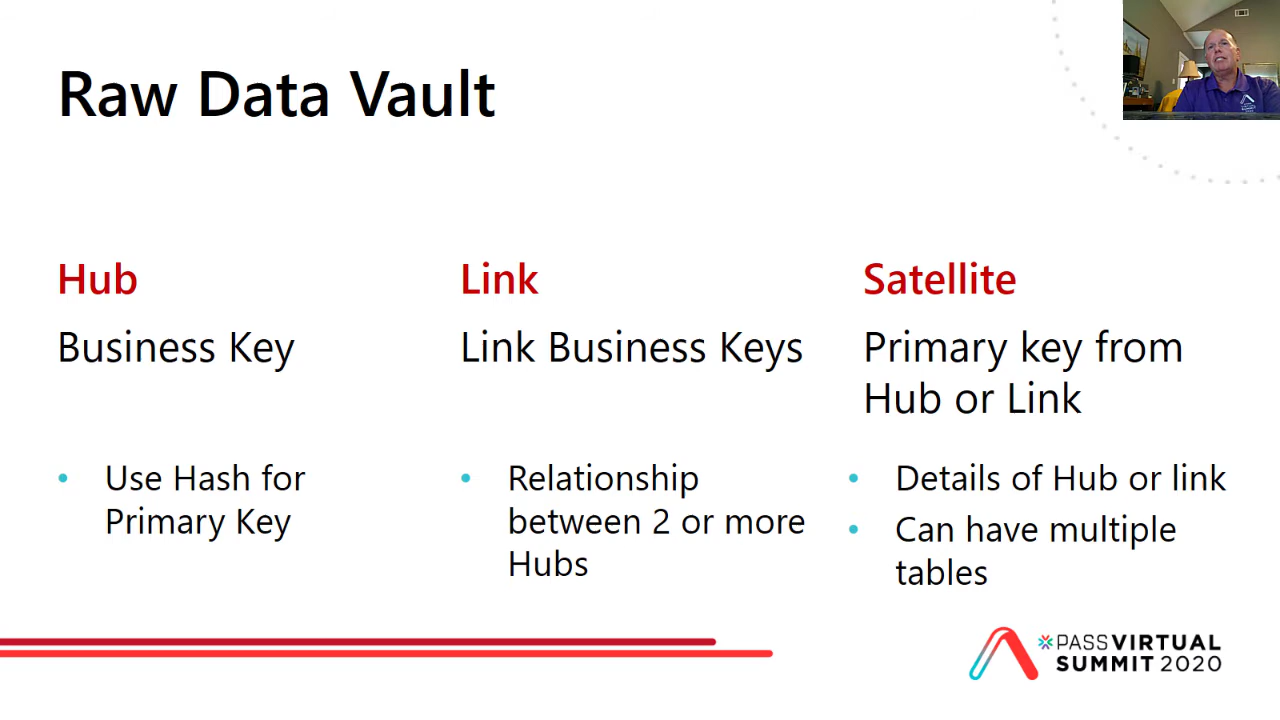 Raw Data Vault
Hub
Business Key
• Use Hash for
Primary Key
Link
Link Business Keys
• Relationship
between 2 or more
Hubs
Satellite
Primary key from
Hub or Link
• Details of Hub or link
• Can have multiple
tables
PASS VIRTUAL
SUMMIT 2020